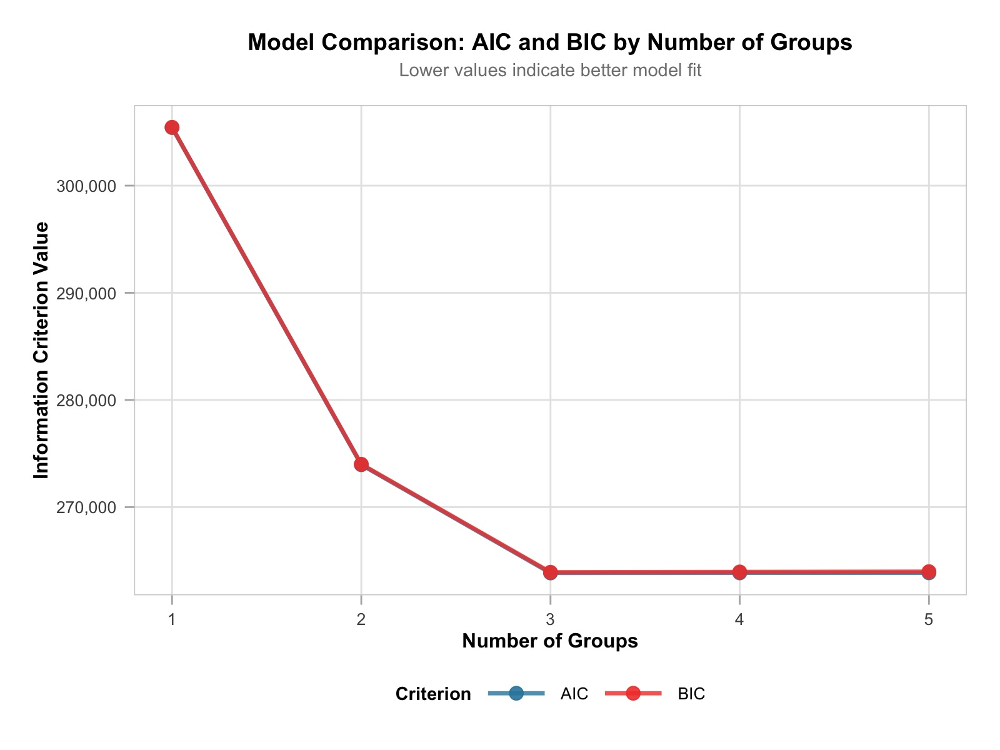 Model Comparison: AIC and BIC by Number of Groups
Lower values indicate better model fit
Information Criterion Value
300,000
290,000
280,000
270,000
1 2 3 4 5
Number of Groups
Criterion AIC BIC